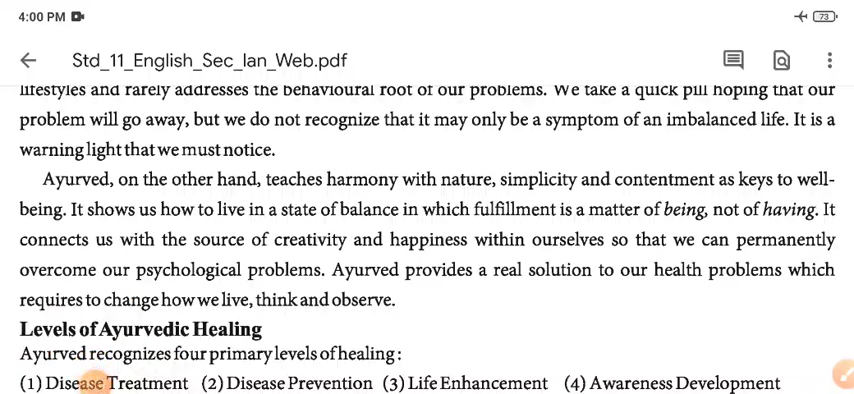 4:00 PM
73
Std_11_English_Sec_lan_Web.pdf
lifestyles and rarely addresses the behavioural root of our problems. We take a quick pill hoping that our
problem will go away, but we do not recognize that it may only be a symptom of an imbalanced life. It is a
warning light that we must notice.
Ayurved, on the other hand, teaches harmony with nature, simplicity and contentment as keys to well-
being. It shows us how to live in a state of balance in which fulfillment is a matter of being, not of having. It
connects us with the source of creativity and happiness within ourselves so that we can permanently
overcome our psychological problems. Ayurved provides a real solution to our health problems which
requires to change how we live, think and observe.
Levels of Ayurvedic Healing
Ayurved recognizes four primary levels of healing :
(1) Disease Treatment (2) Disease Prevention (3) Life Enhancement (4) Awareness Development